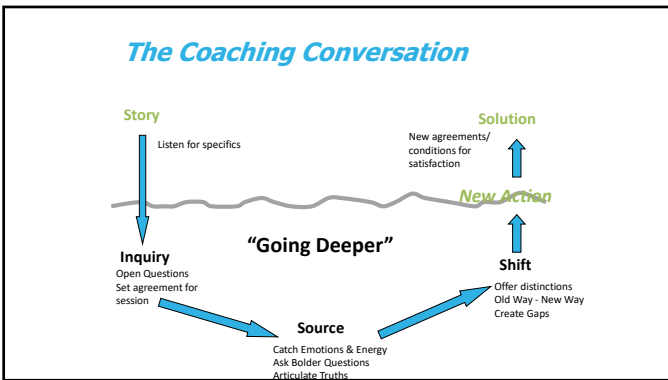 The Coaching Conversation
Story
Listen for specifics
Solution
New agreements/
conditions for
satisfaction
New Action
"Going Deeper"
Inquiry
Open Questions
Set agreement for
session
Shift
Offer distinctions
Old Way - New Way
Create Gaps
Source
Catch Emotions & Energy
Ask Bolder Questions
Articulate Truths